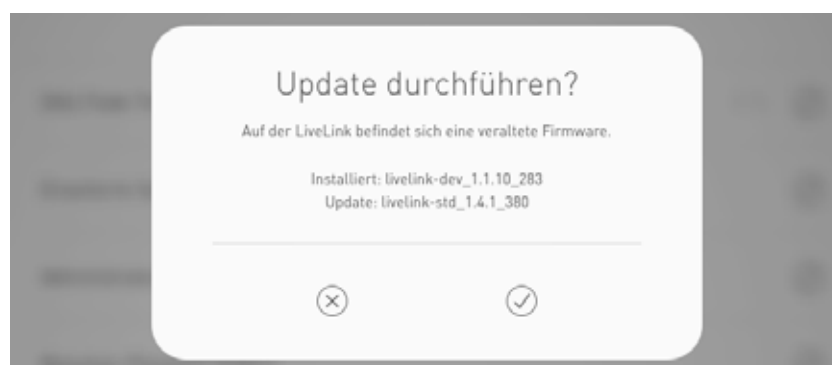 Update durchführen?
Auf der LiveLink befindet sich eine veraltete Firmware.
Installiert: livelink-dev_1.1.10_283
Update: livelink-std_1.4.1_380